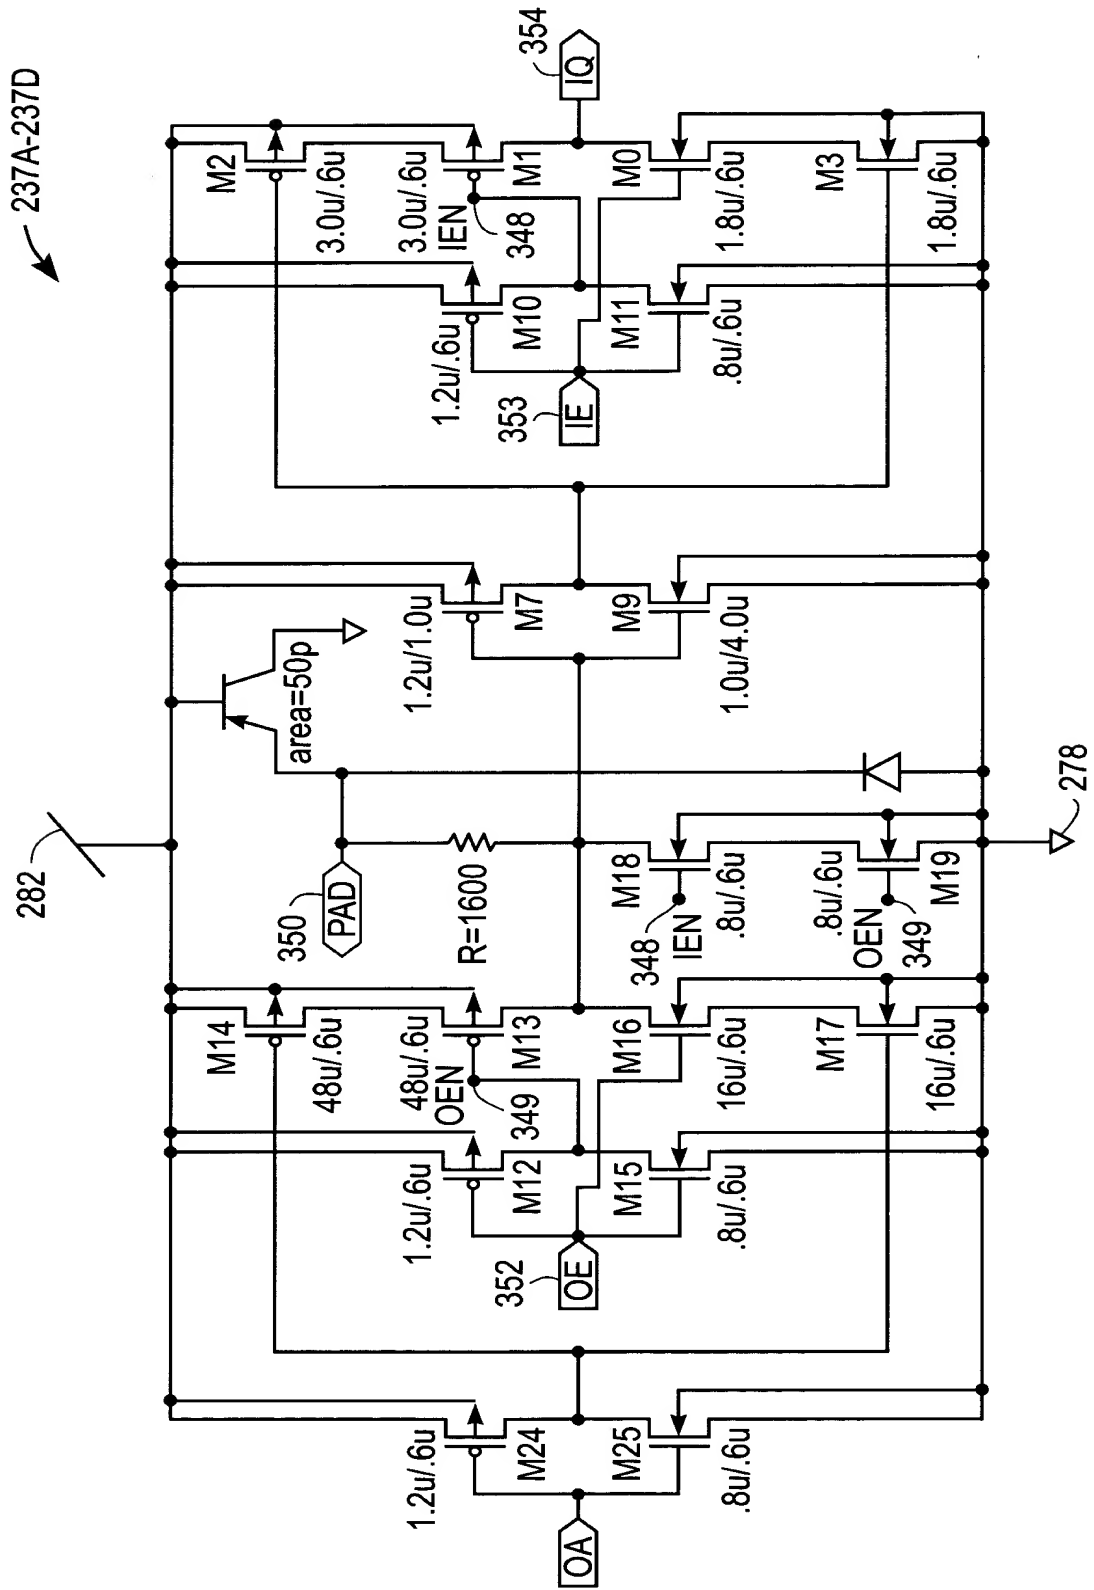 237A-237D
282
278
OA
1.2u/.6u
M24
M25
.8u/.6u
352
OE
1.2u/.6u
M12
M15
.8u/.6u
M14
48u/.6u
48u/.6u
OEN
349
M13
M16
16u/.6u
M17
16u/.6u
350
PAD
R=1600
M18
348
IEN
.8u/.6u
.8u/.6u
OEN
349
M19
area=50p
1.2u/1.0u
M7
M9
1.0u/4.0u
353
IE
1.2u/.6u
M10
M11
.8u/.6u
M2
3.0u/.6u
3.0u/.6u
IEN
348
M1
M0
1.8u/.6u
M3
1.8u/.6u
354
IQ